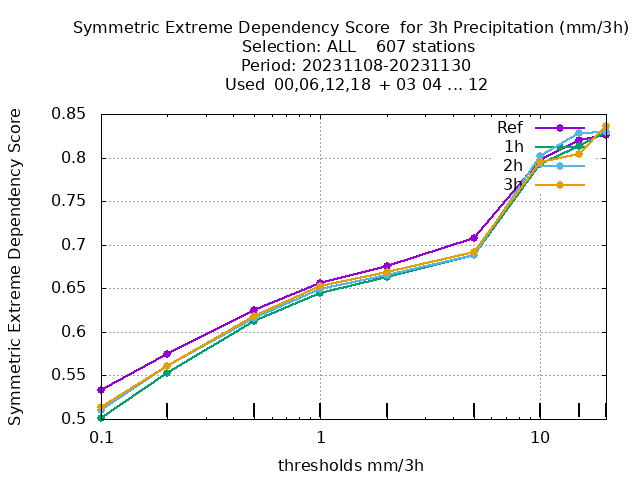 Symmetric Extreme Dependency Score  for 3h Precipitation (mm/3h)
Selection: ALL    607 stations
Period: 20231108-20231130
Used  00,06,12,18  + 03 04 ... 12
Symmetric Extreme Dependency Score
0.85
0.8
0.75
0.7
0.65
0.6
0.55
0.5
Ref
1h
2h
3h
0.1
1
10
thresholds mm/3h